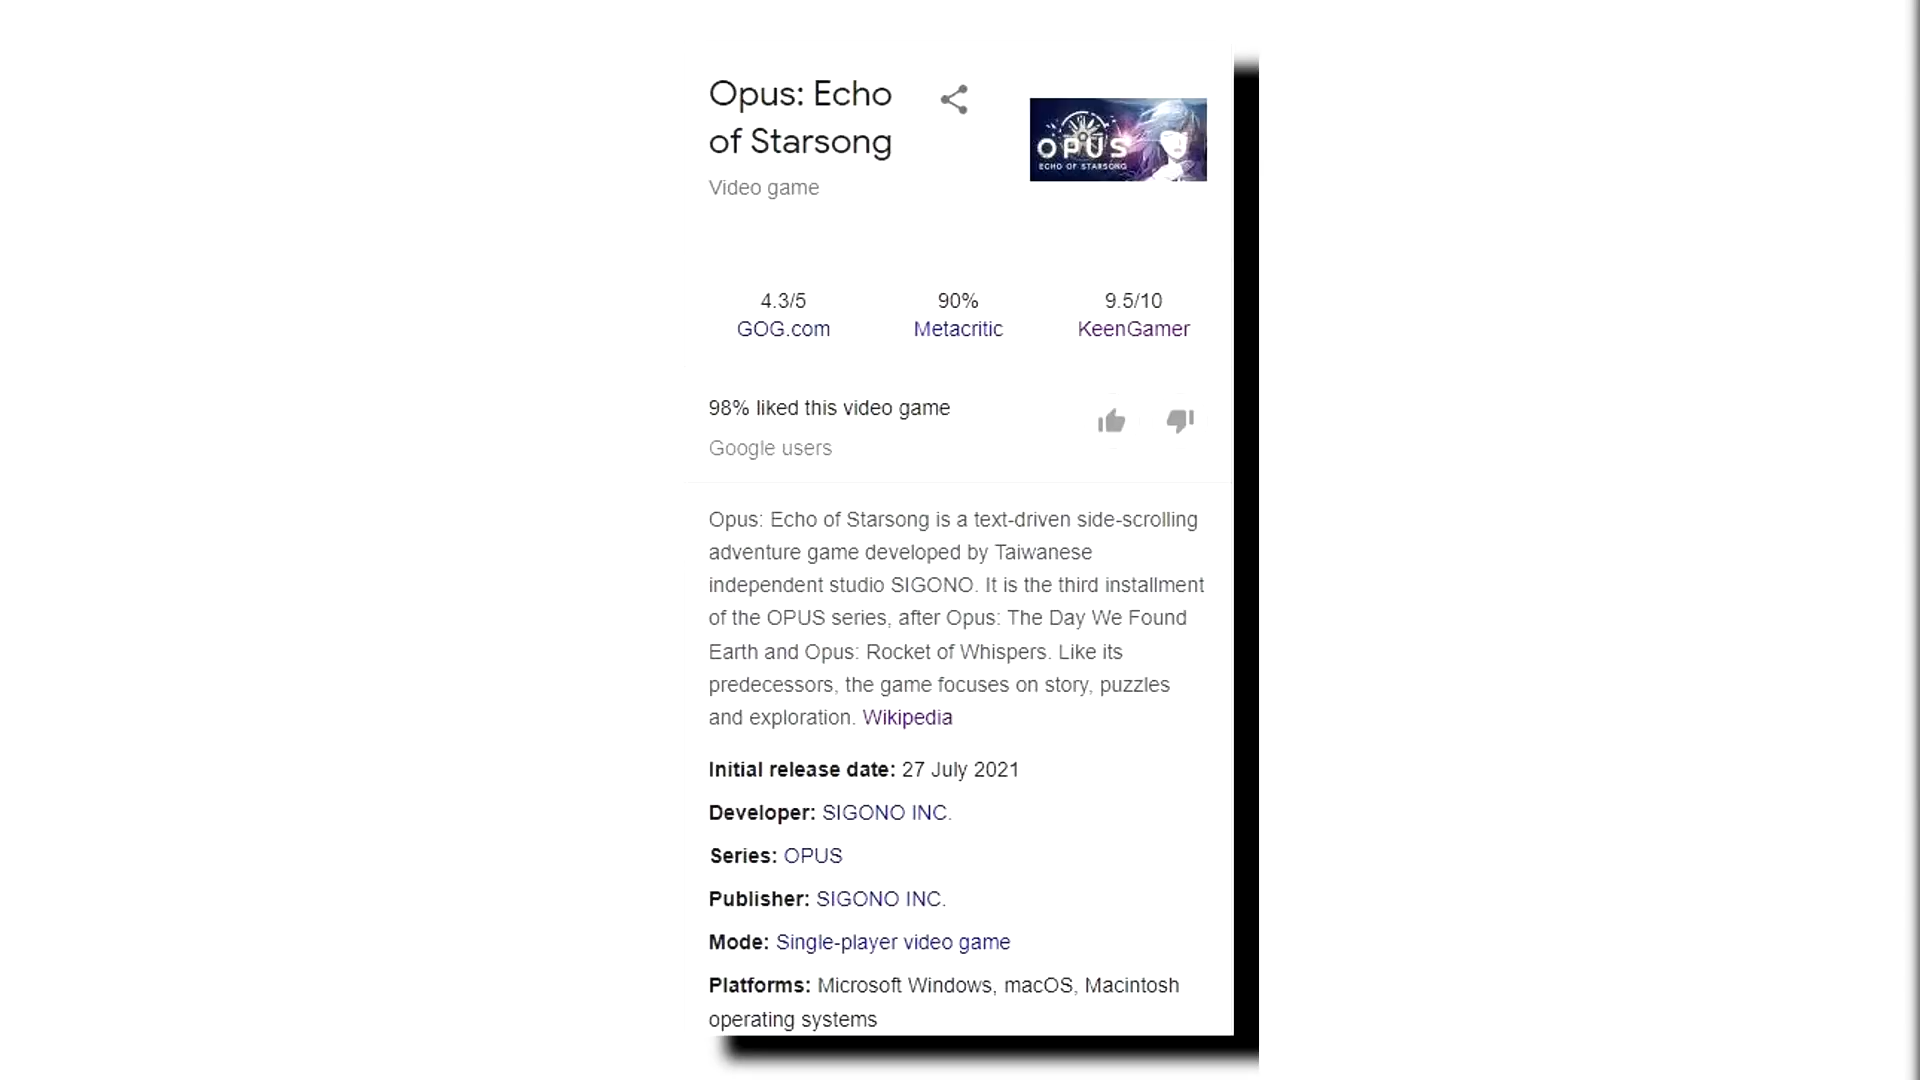 Opus: Echo
of Starsong
Video game
OPUS
ECHO OF STARSONG
4.3/5
GOG.com
90%
Metacritic
9.5/10
KeenGamer
98% liked this video game
Google users
Opus: Echo of Starsong is a text-driven side-scrolling
adventure game developed by Taiwanese
independent studio SIGONO. It is the third installment
of the OPUS series, after Opus: The Day We Found
Earth and Opus: Rocket of Whispers. Like its
predecessors, the game focuses on story, puzzles
and exploration. Wikipedia
Initial release date: 27 July 2021
Developer: SIGONO INC.
Series: OPUS
Publisher: SIGONO INC.
Mode: Single-player video game
Platforms: Microsoft Windows, macOS, Macintosh
operating systems